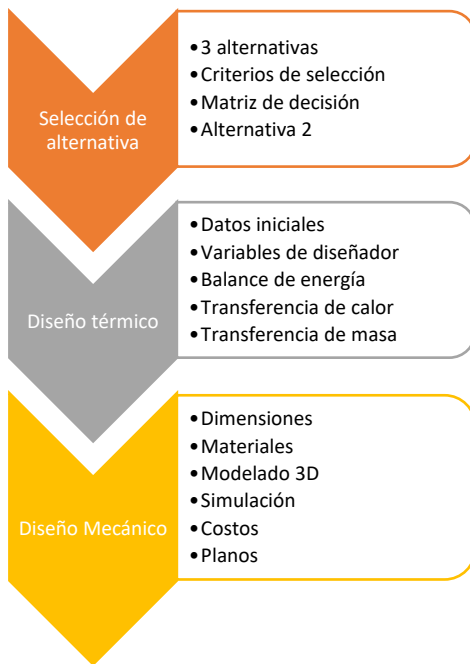 Selección de
alternativa
•3 alternativas
•Criterios de selección
•Matriz de decisión
•Alternativa 2
Diseño térmico
•Datos iniciales
•Variables de diseñador
•Balance de energía
•Transferencia de calor
•Transferencia de masa
Diseño Mecánico
•Dimensiones
•Materiales
•Modelado 3D
•Simulación
•Costos
•Planos